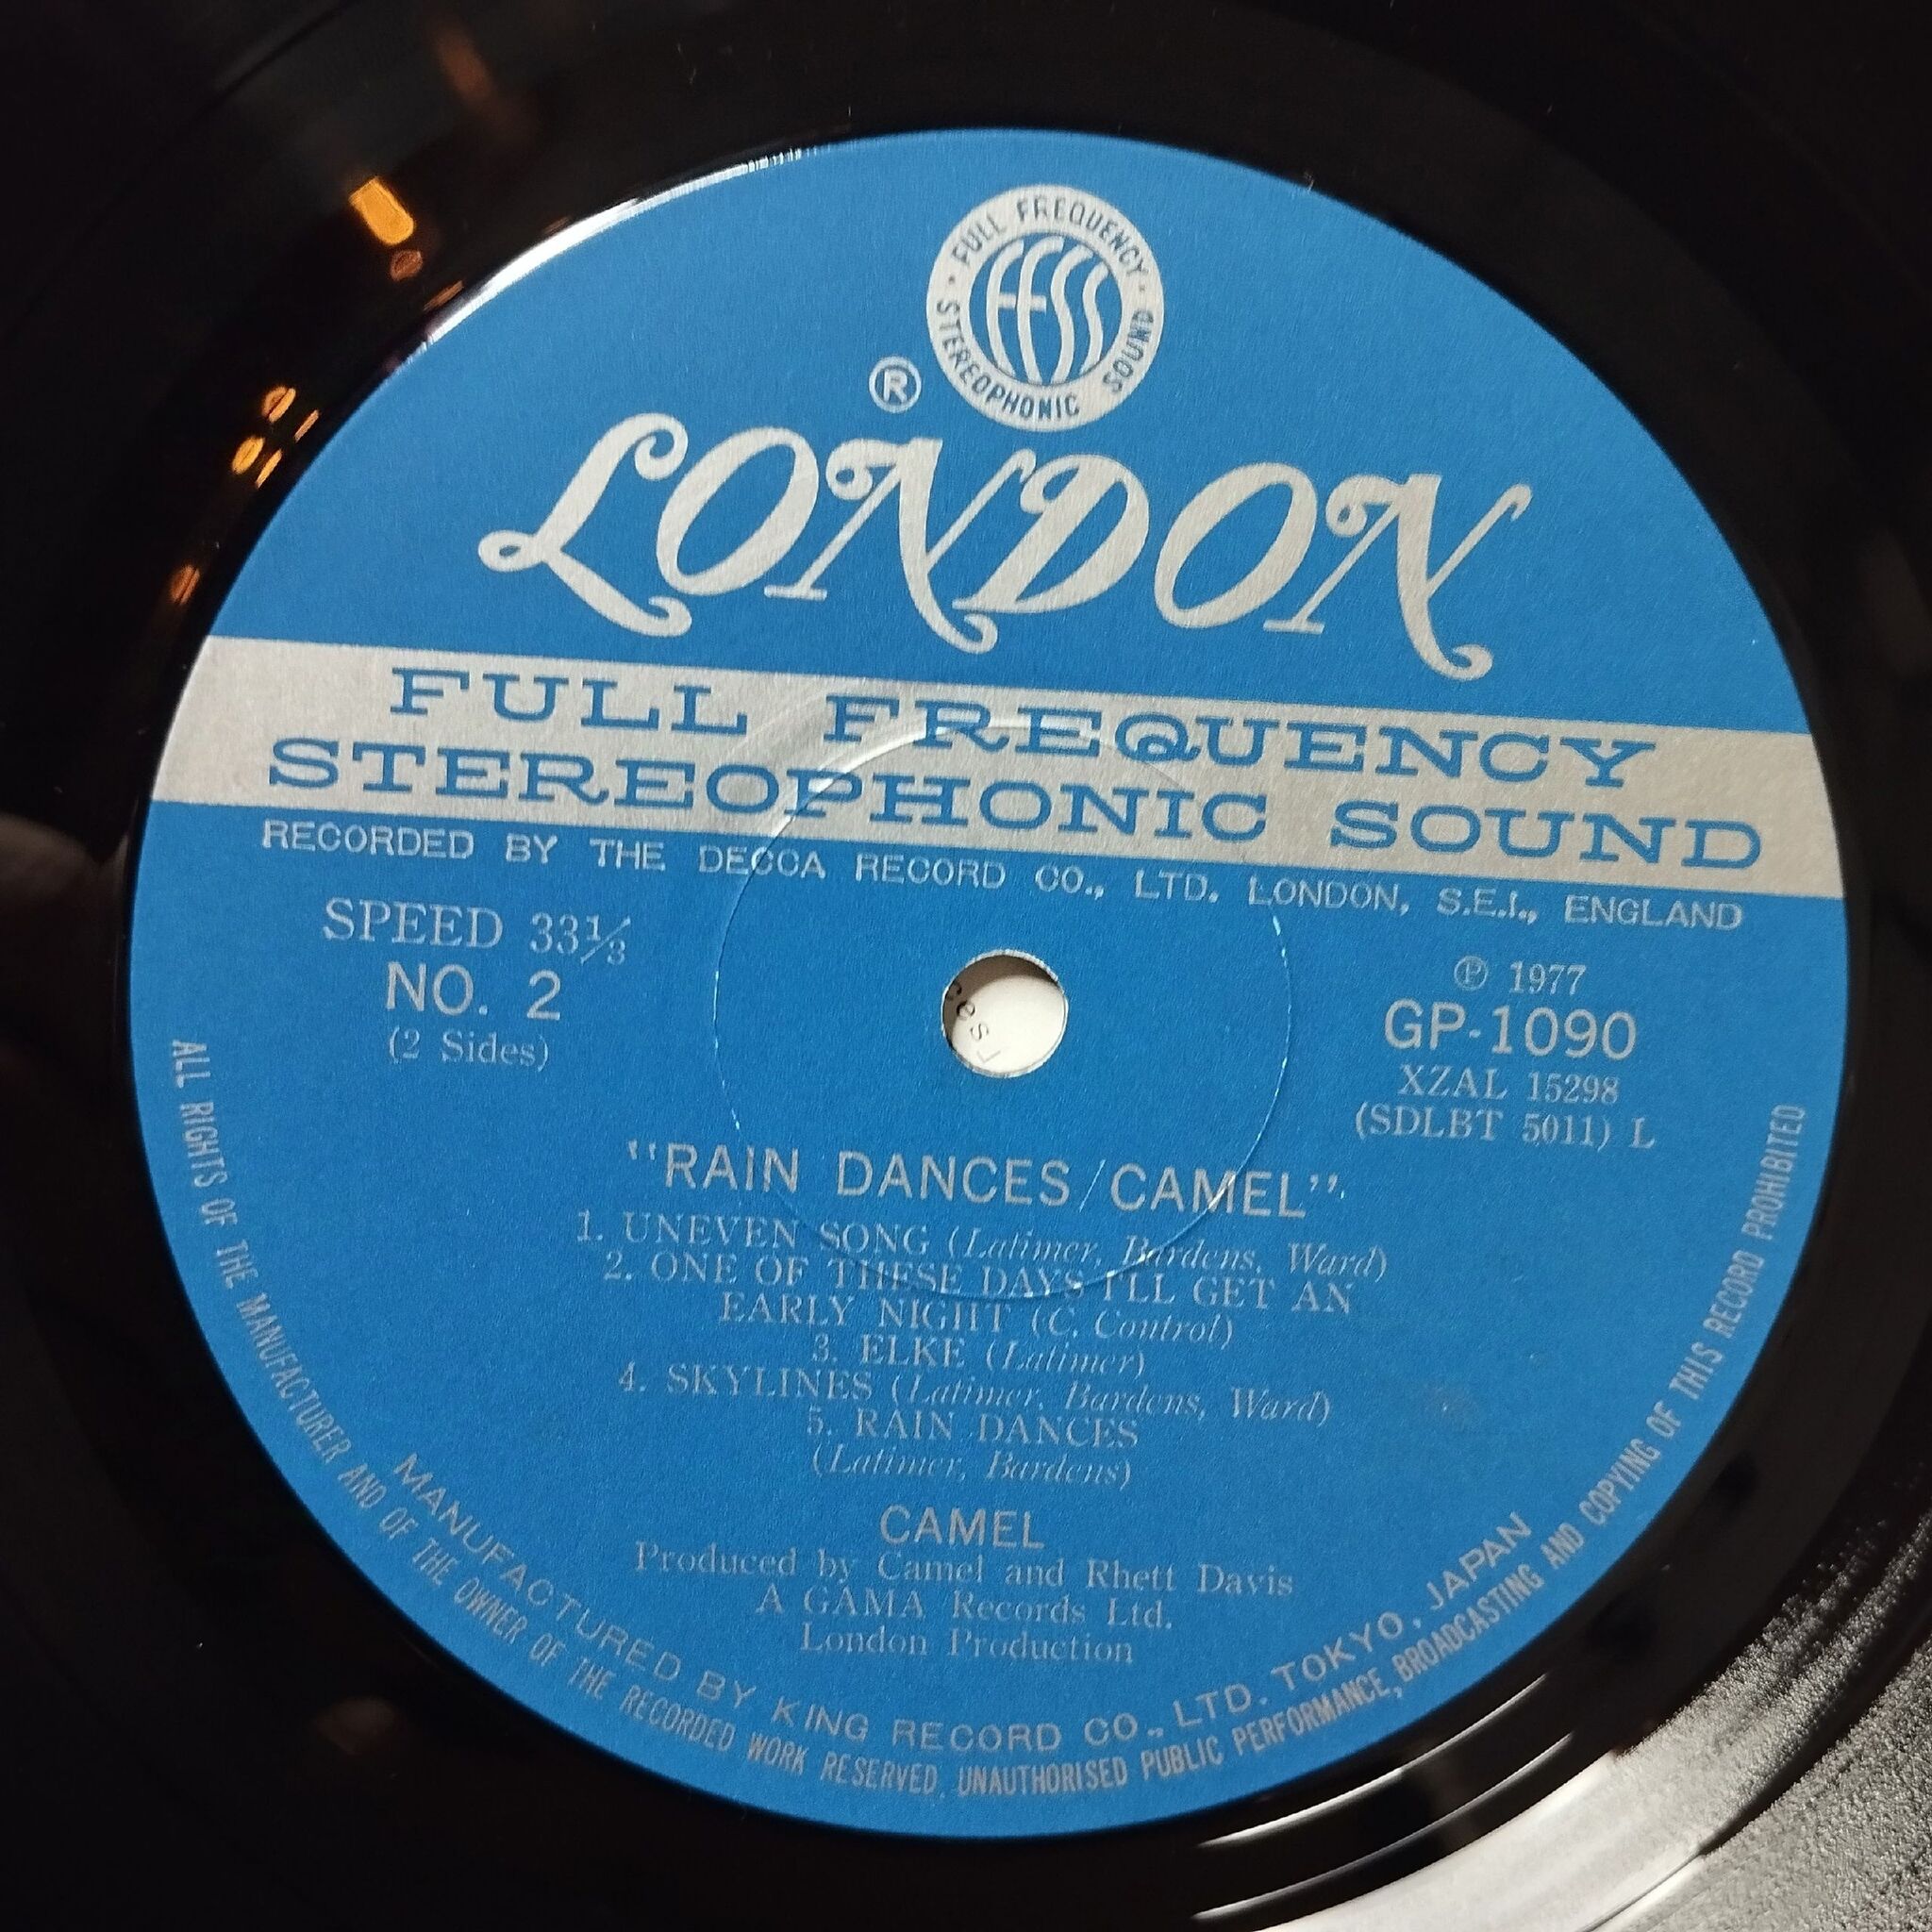 FULL FREQUENCY
STEREOPHONIC SOUND
FFSS
®
LONDON
FULL FREQUENCY
STEREOPHONIC SOUND
RECORDED BY THE DECCA RECORD CO., LTD. LONDON, S.E.I., ENGLAND
SPEED 33⅓
NO. 2
(2 Sides)
℗ 1977
GP-1090
XZAL 15298
(SDLBT 5011) L
"RAIN DANCES/CAMEL"
1. UNEVEN SONG (Latimer, Bardens, Ward)
2. ONE OF THESE DAYS I'LL GET AN
EARLY NIGHT (C. Control)
3. ELKE (Latimer)
4. SKYLINES (Latimer, Bardens, Ward)
5. RAIN DANCES
(Latimer, Bardens)
CAMEL
Produced by Camel and Rhett Davis
A GAMA Records Ltd.
London Production
MANUFACTURED BY KING RECORD CO., LTD. TOKYO, JAPAN
ALL RIGHTS OF THE MANUFACTURER AND OF THE OWNER OF THE RECORDED WORK RESERVED. UNAUTHORISED PUBLIC PERFORMANCE, BROADCASTING AND COPYING OF THIS RECORD PROHIBITED